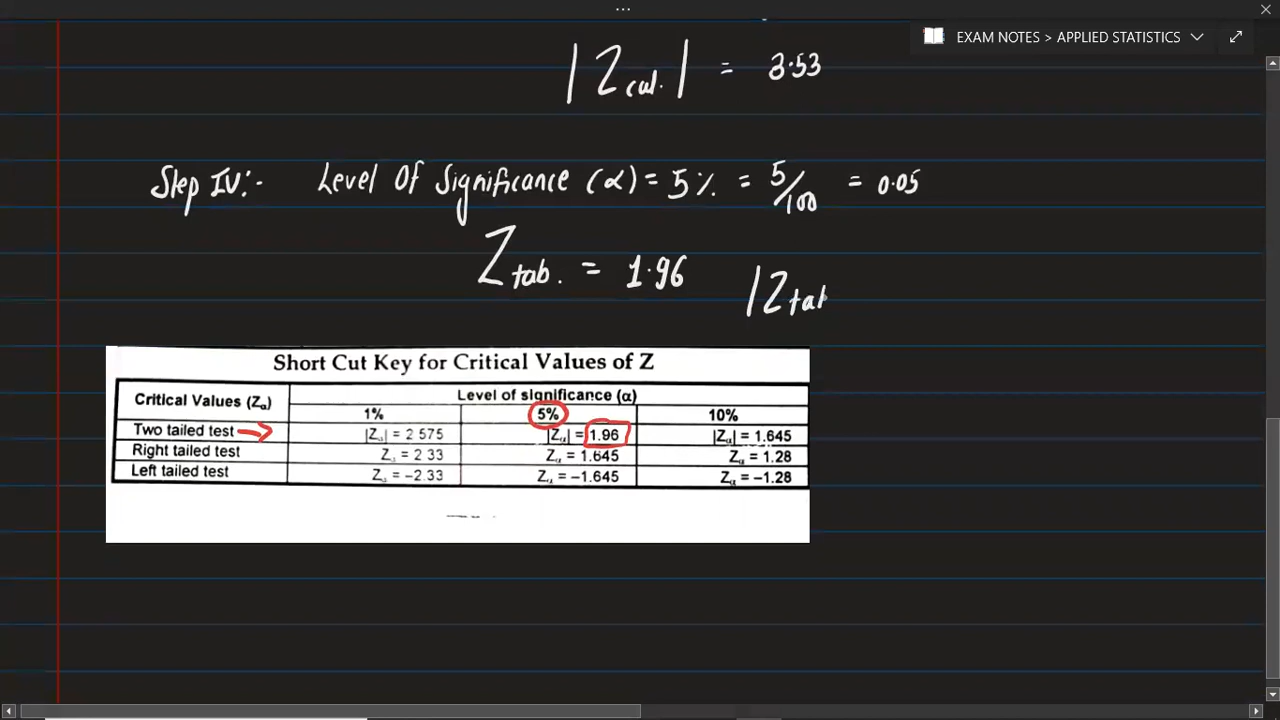 ...
EXAM NOTES > APPLIED STATISTICS
|Zcal.| = 3.53
Step IV:- Level Of Significance (α) = 5% = 5/100 = 0.05
Ztab. = 1.96 |Ztab
Short Cut Key for Critical Values of Z
Critical Values (Zα) Level of significance (α)
1% 5% 10%
Two tailed test → |Zα| = 2 575 |Zα| = 1.96 |Zα| = 1.645
Right tailed test Zα = 2 33 Zα = 1.645 Zα = 1.28
Left tailed test Zα = −2 33 Zα = −1.645 Zα = −1.28